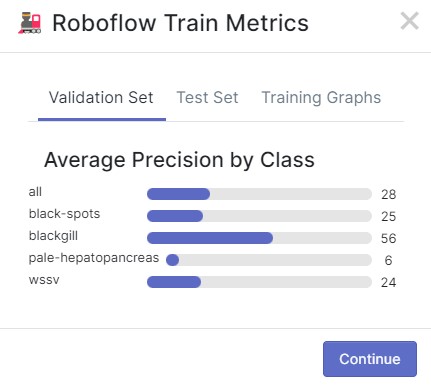 Roboflow Train Metrics
Validation Set Test Set Training Graphs
Average Precision by Class
all 28
black-spots 25
blackgill 56
pale-hepatopancreas 6
wssv 24
Continue